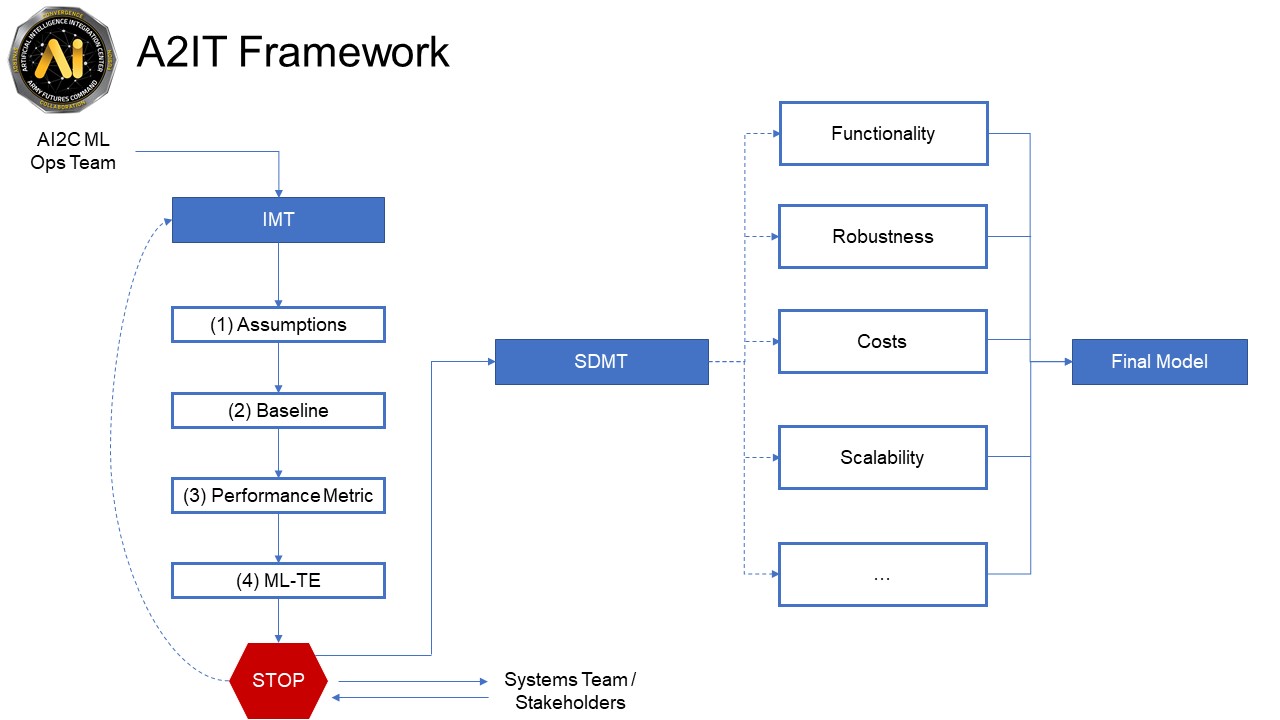 A2IT Framework
CONVERGENCE
ARTIFICIAL INTELLIGENCE INTEGRATION CENTER
Ai
ARMY FUTURES COMMAND
COLLABORATION
AI2C ML
Ops Team
IMT
(1) Assumptions
(2) Baseline
(3) Performance Metric
(4) ML-TE
STOP
Systems Team /
Stakeholders
SDMT
Functionality
Robustness
Costs
Scalability
…
Final Model